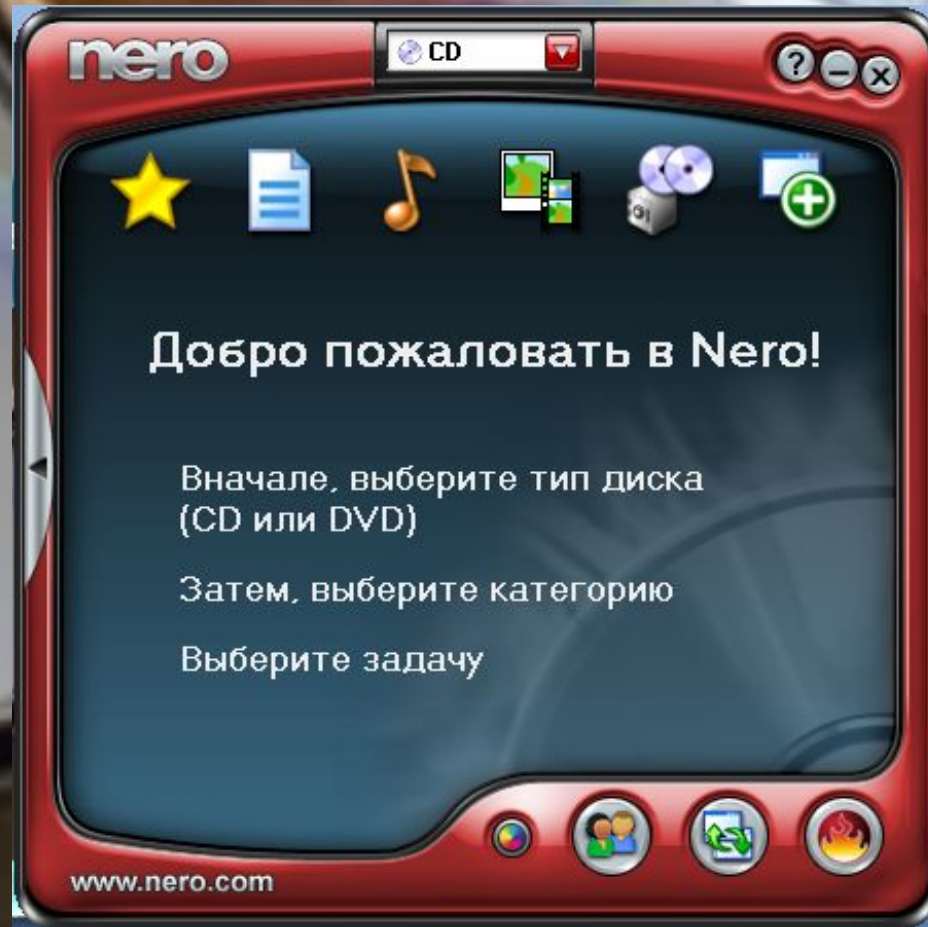 nero
CD
Добро пожаловать в Nero!
Вначале, выберите тип диска
(CD или DVD)
Затем, выберите категорию
Выберите задачу
www.nero.com